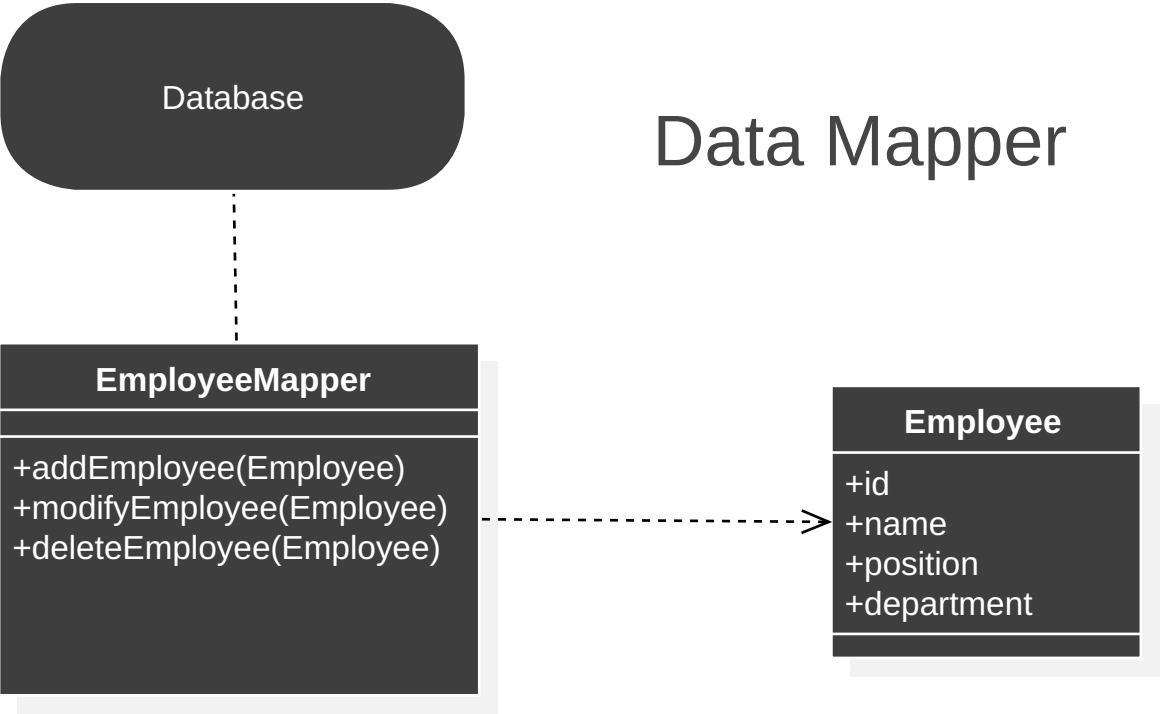 Database
Data Mapper
EmployeeMapper
+addEmployee(Employee)
+modifyEmployee(Employee)
+deleteEmployee(Employee)
Employee
+id
+name
+position
+department